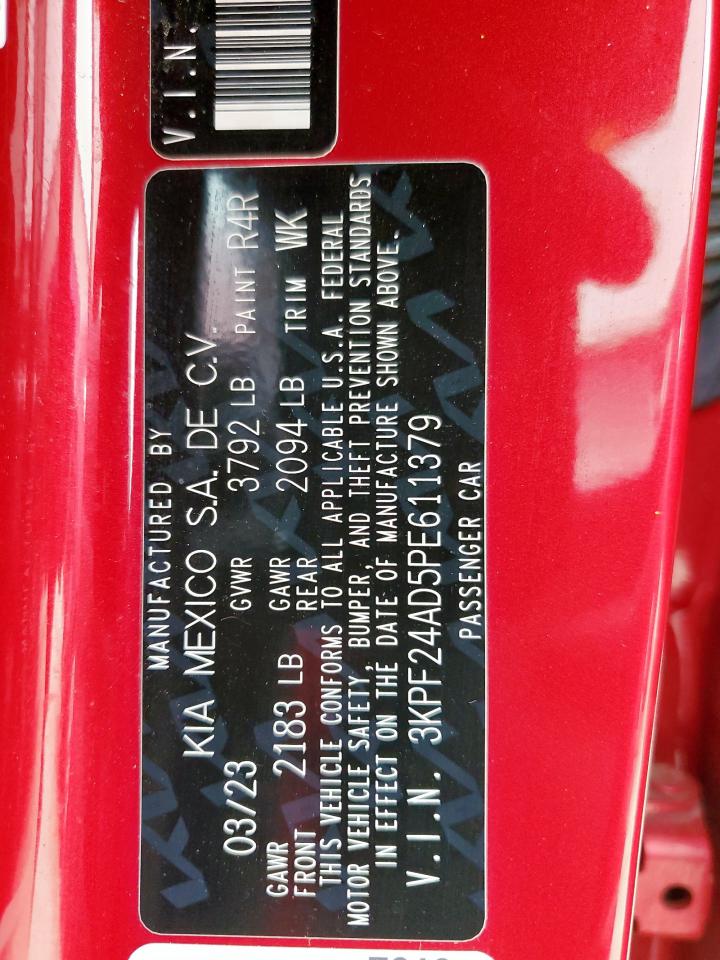 V.I.N.
MANUFACTURED BY
KIA MEXICO S.A. DE C.V.
03/23 GVWR 3792 LB PAINT R4R
GAWR FRONT 2183 LB GAWR REAR 2094 LB TRIM WK
THIS VEHICLE CONFORMS TO ALL APPLICABLE U.S.A. FEDERAL
MOTOR VEHICLE SAFETY, BUMPER, AND THEFT PREVENTION STANDARDS
IN EFFECT ON THE DATE OF MANUFACTURE SHOWN ABOVE.
V.I.N. 3KPF24AD5PE611379
PASSENGER CAR